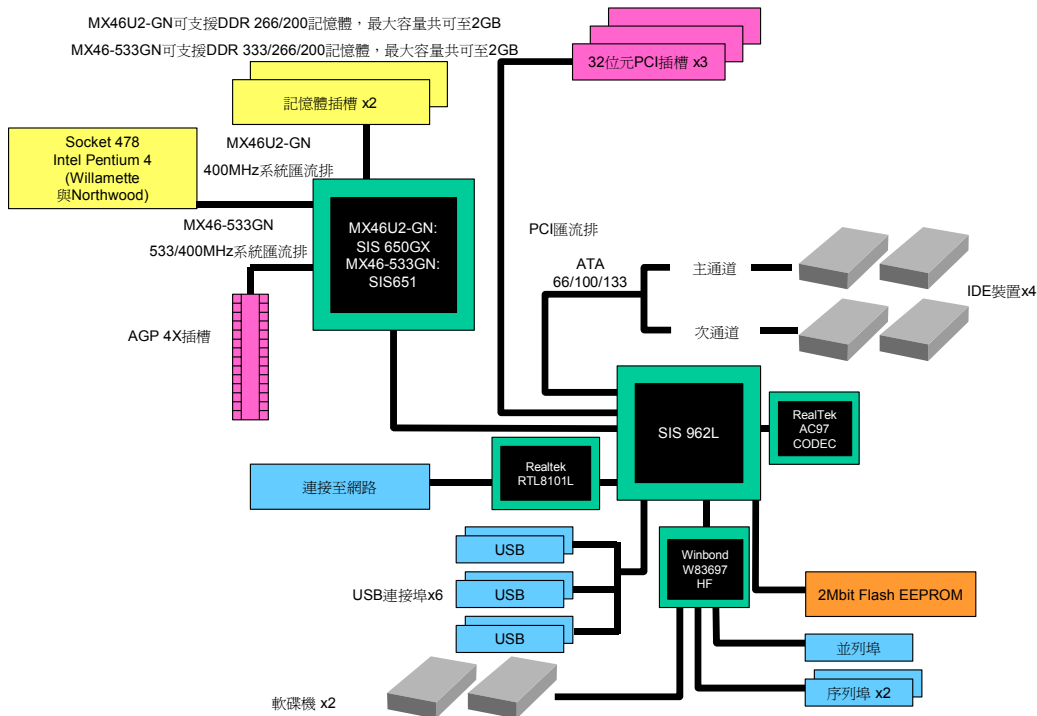 MX46U2-GN可支援DDR 266/200記憶體，最大容量共可至2GB
MX46-533GN可支援DDR 333/266/200記憶體，最大容量共可至2GB
32位元PCI插槽 x3
記憶體插槽 x2
Socket 478
Intel Pentium 4
(Willamette
與Northwood)
MX46U2-GN
400MHz系統匯流排
MX46-533GN
533/400MHz系統匯流排
MX46U2-GN:
SIS 650GX
MX46-533GN:
SIS651
PCI匯流排
ATA
66/100/133
主通道
次通道
IDE裝置x4
AGP 4X插槽
SIS 962L
RealTek
AC97
CODEC
Realtek
RTL8101L
連接至網路
USB
USB
USB
USB連接埠x6
Winbond
W83697
HF
2Mbit Flash EEPROM
並列埠
序列埠 x2
軟碟機 x2